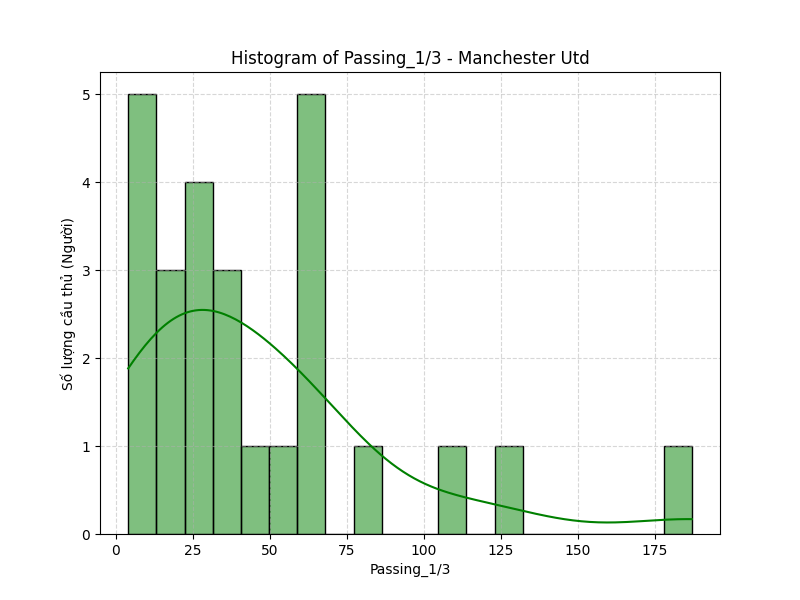 Histogram of Passing_1/3 - Manchester Utd
Số lượng cầu thủ (Người)
5
4
3
2
1
0
0 25 50 75 100 125 150 175
Passing_1/3